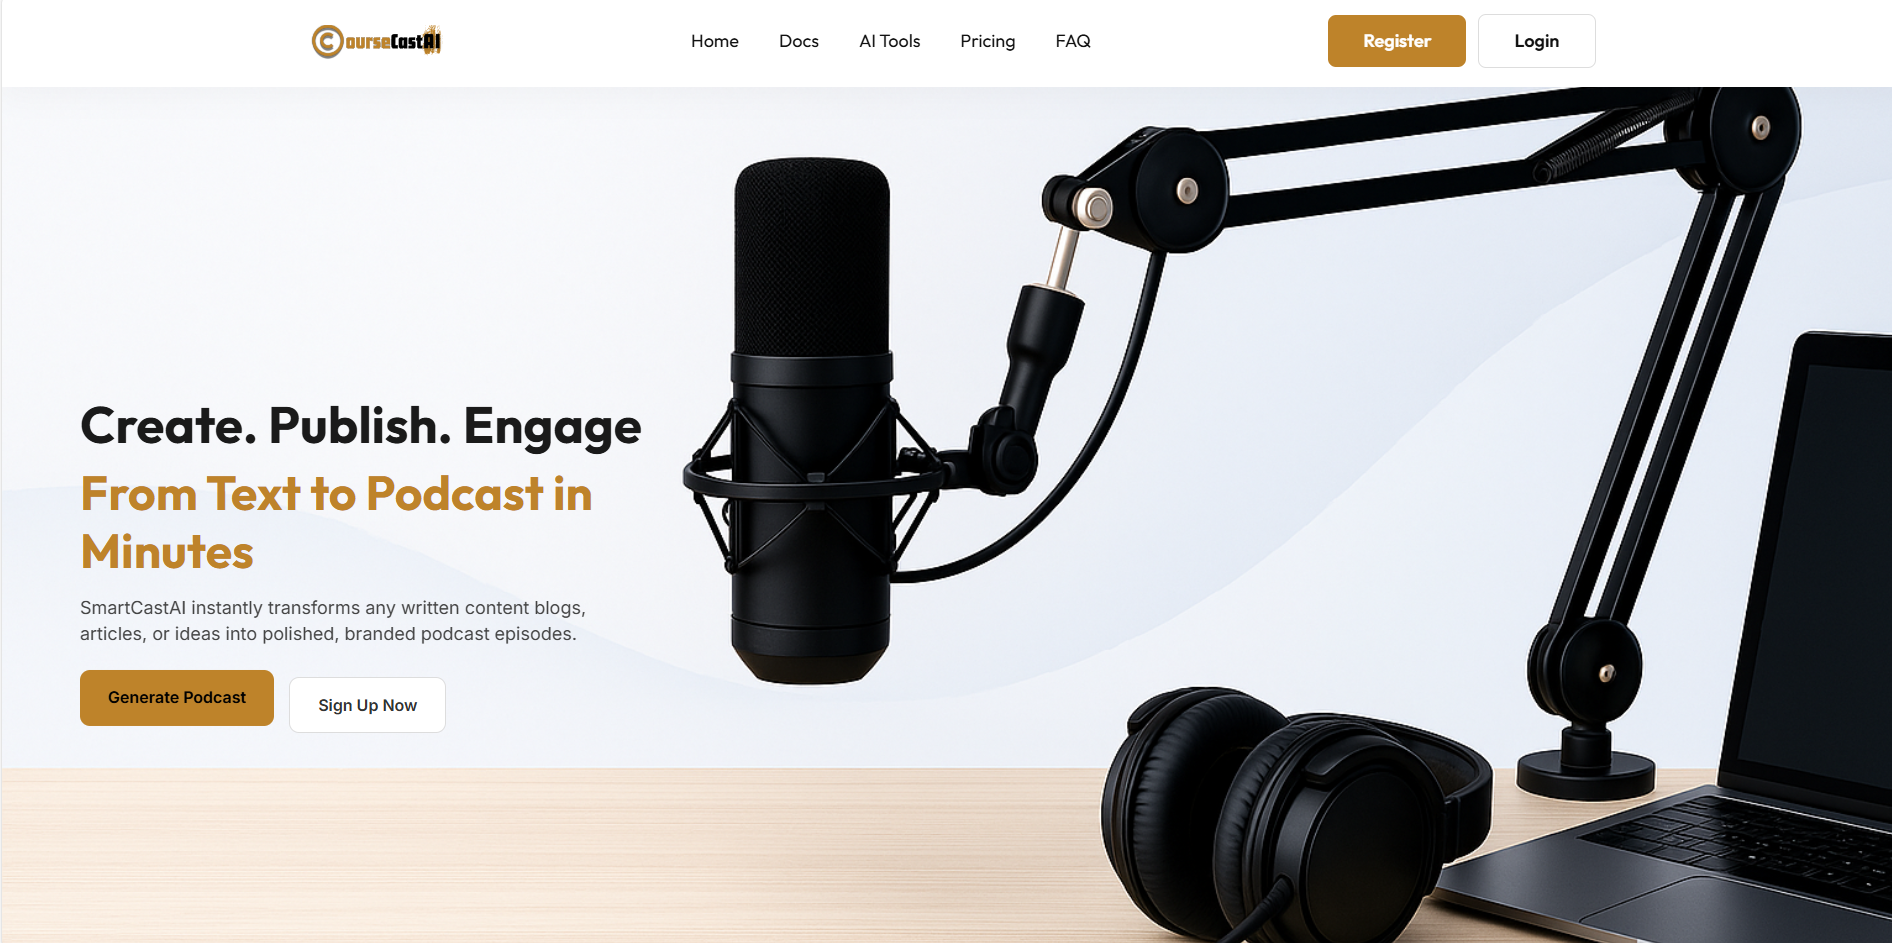 CourseCastAI
Home Docs AI Tools Pricing FAQ
Register Login
Create. Publish. Engage
From Text to Podcast in
Minutes
SmartCastAI instantly transforms any written content blogs,
articles, or ideas into polished, branded podcast episodes.
Generate Podcast Sign Up Now